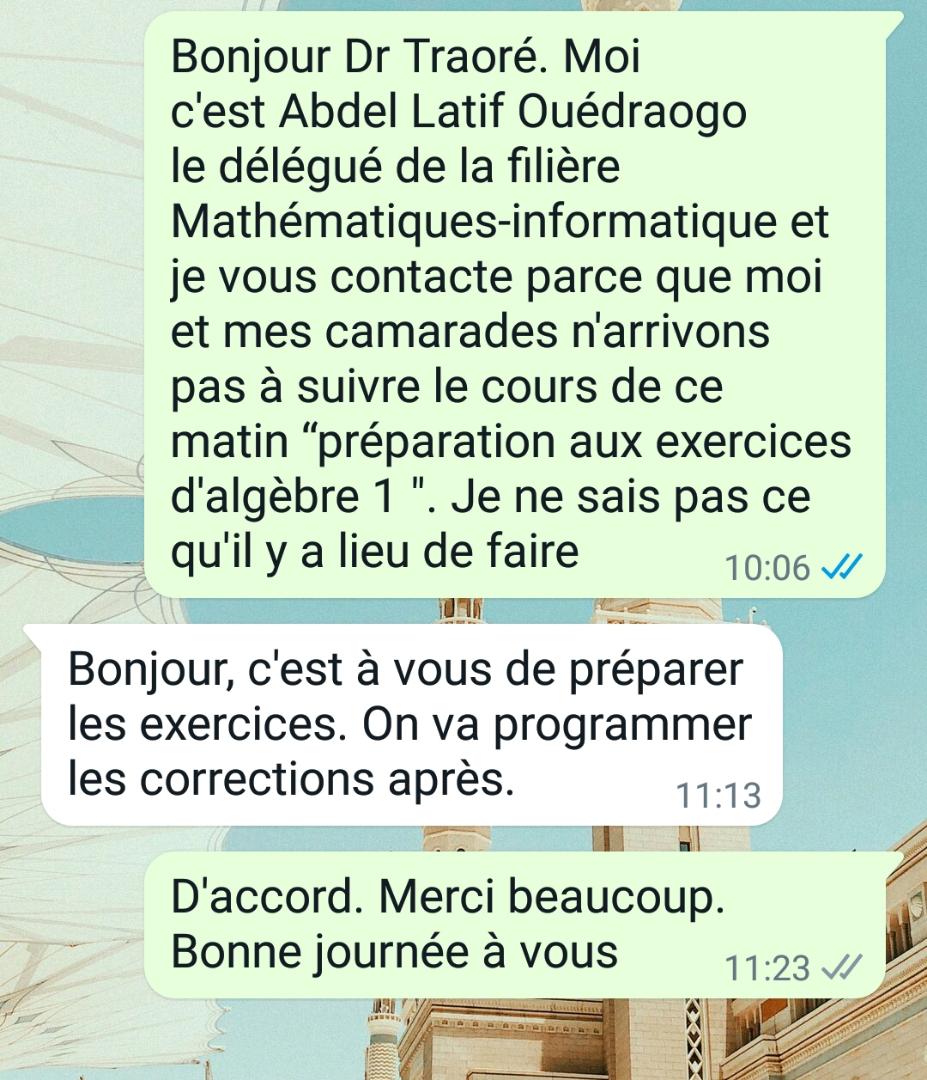 Bonjour Dr Traoré. Moi
c'est Abdel Latif Ouédraogo
le délégué de la filière
Mathématiques-informatique et
je vous contacte parce que moi
et mes camarades n'arrivons
pas à suivre le cours de ce
matin “préparation aux exercices
d'algèbre 1 ". Je ne sais pas ce
qu'il y a lieu de faire
10:06
Bonjour, c'est à vous de préparer
les exercices. On va programmer
les corrections après.
11:13
D'accord. Merci beaucoup.
Bonne journée à vous
11:23